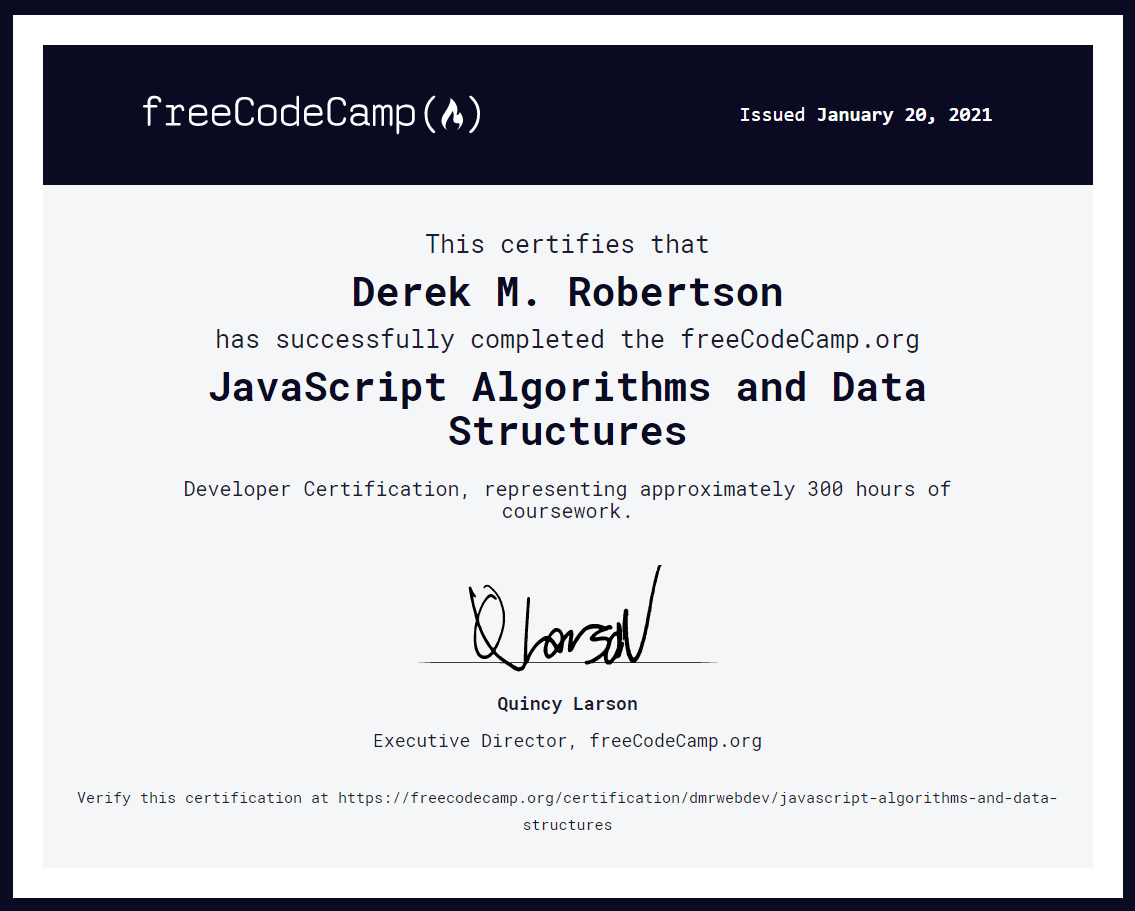 freeCodeCamp
Issued January 20, 2021
This certifies that
Derek M. Robertson
has successfully completed the freeCodeCamp.org
JavaScript Algorithms and Data
Structures
Developer Certification, representing approximately 300 hours of
coursework.
Q Larson
Quincy Larson
Executive Director, freeCodeCamp.org
Verify this certification at https://freecodecamp.org/certification/dmrwebdev/javascript-algorithms-and-data-
structures